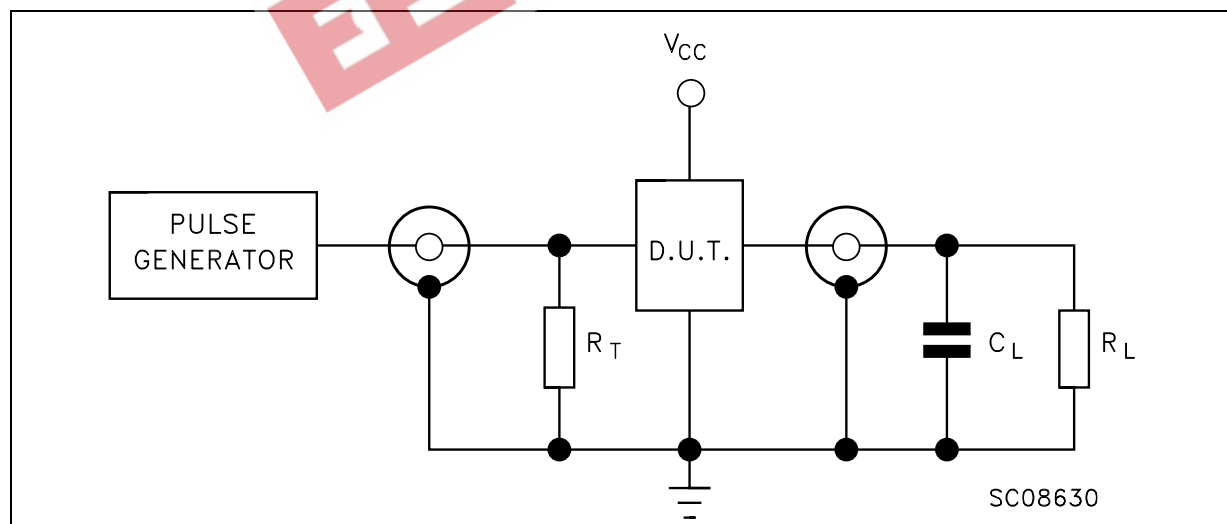 VCC
PULSE
GENERATOR
D.U.T.
RT
CL
RL
SC08630